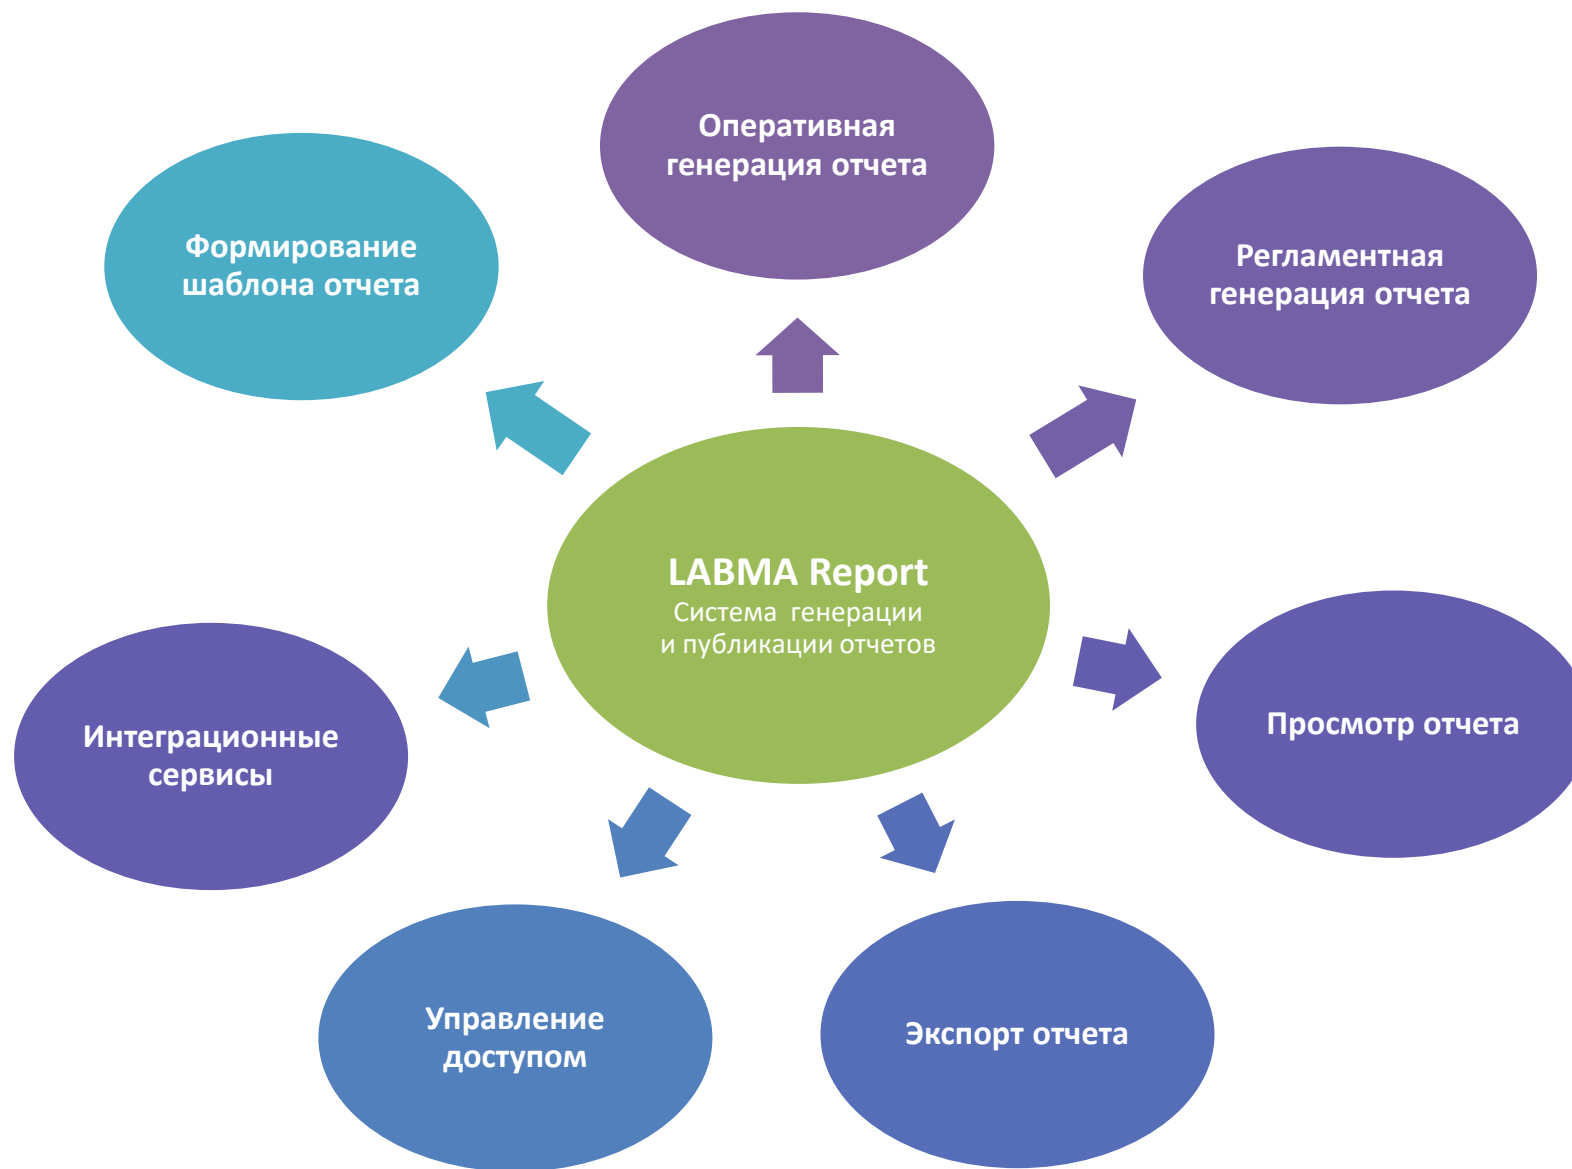 Оперативная
генерация отчета
Формирование
шаблона отчета
Регламентная
генерация отчета
LABMA Report
Система генерации
и публикации отчетов
Интеграционные
сервисы
Просмотр отчета
Управление
доступом
Экспорт отчета